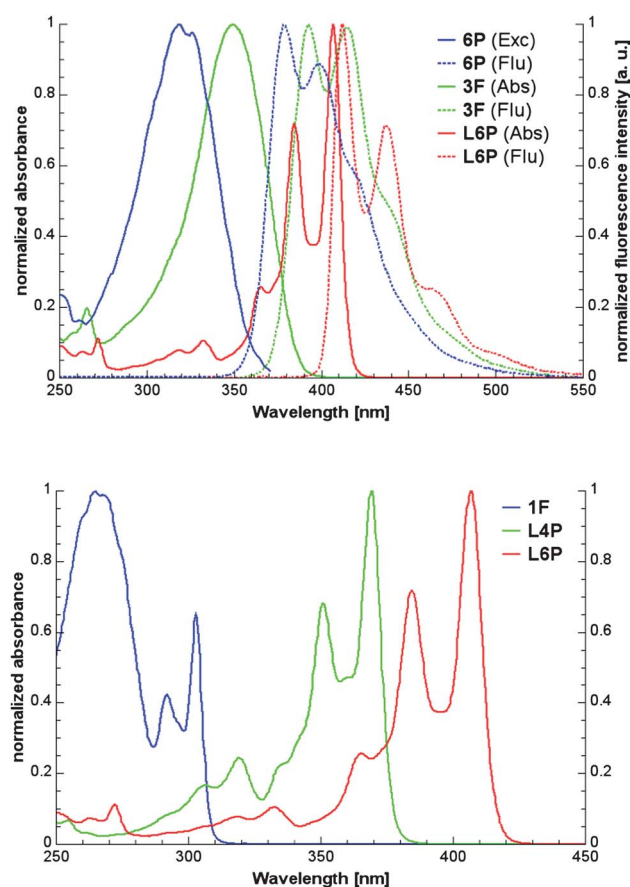 1
0.8
0.6
0.4
0.2
0
normalized absorbance
1
0.8
0.6
0.4
0.2
0
normalized fluorescence intensity [a. u.]
6P (Exc)
6P (Flu)
3F (Abs)
3F (Flu)
L6P (Abs)
L6P (Flu)
250 300 350 400 450 500 550
Wavelength [nm]
1
0.8
0.6
0.4
0.2
0
normalized absorbance
1
0.8
0.6
0.4
0.2
0
1F
L4P
L6P
250 300 350 400 450
Wavelength [nm]